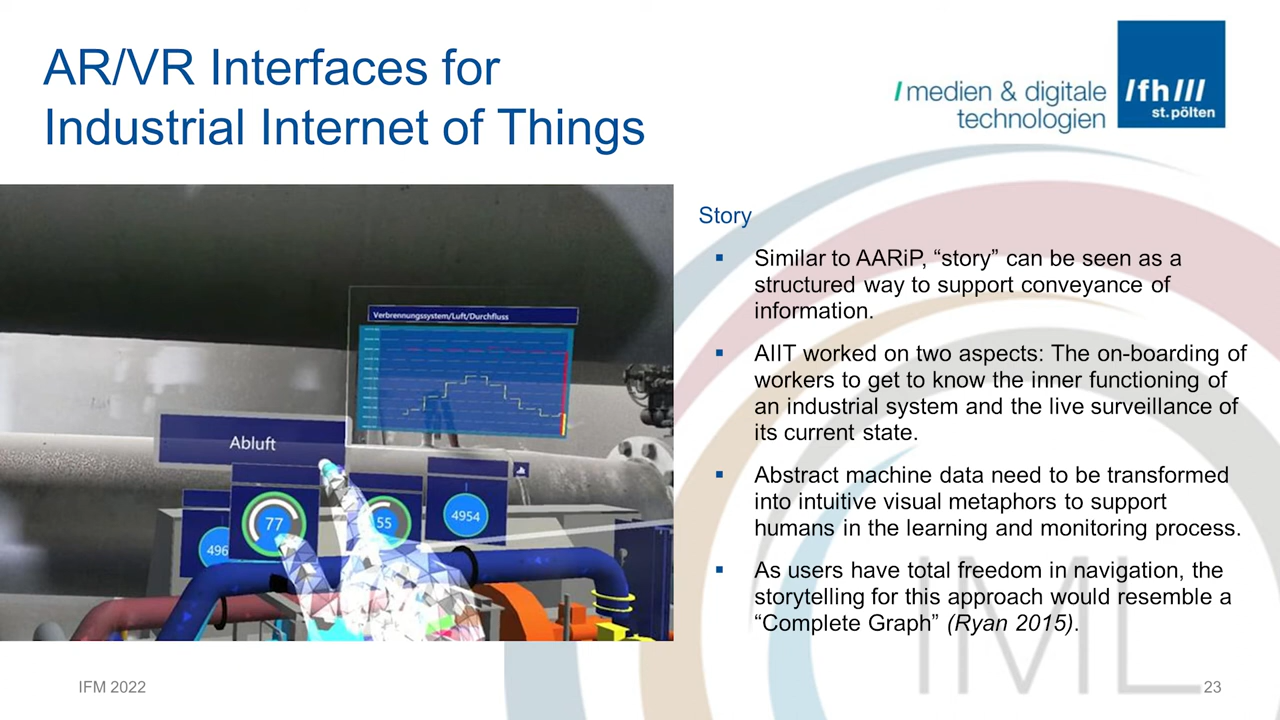 AR/VR Interfaces for
Industrial Internet of Things
/ medien & digitale
technologien
/fh///
st.pölten
Verbrennungssystem/Luft/Durchfluss
Abluft
77
55
4954
496
Story
▪ Similar to AARiP, “story” can be seen as a
structured way to support conveyance of
information.
▪ AIIT worked on two aspects: The on-boarding of
workers to get to know the inner functioning of
an industrial system and the live surveillance of
its current state.
▪ Abstract machine data need to be transformed
into intuitive visual metaphors to support
humans in the learning and monitoring process.
▪ As users have total freedom in navigation, the
storytelling for this approach would resemble a
“Complete Graph” (Ryan 2015).
IML
IFM 2022
23